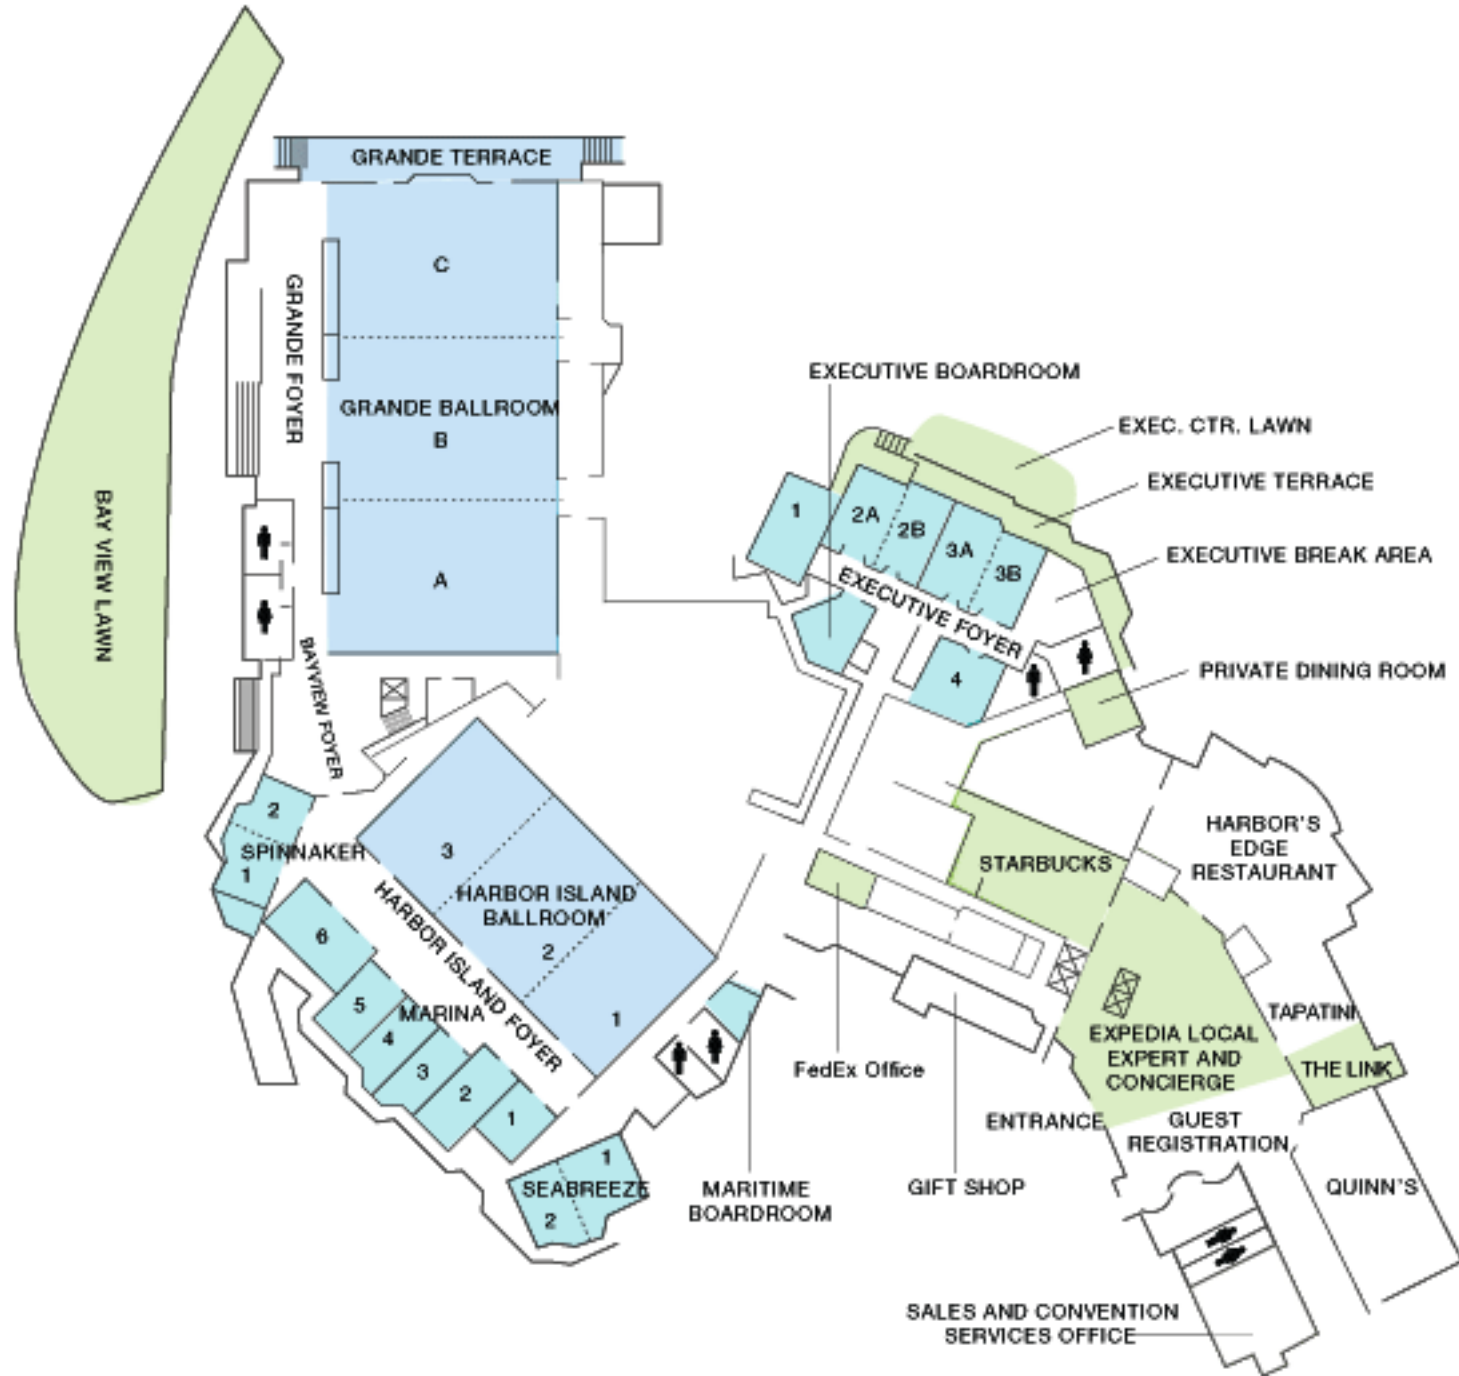 GRANDE TERRACE
C
GRANDE FOYER
GRANDE BALLROOM
B
A
BAY VIEW LAWN
BAYVIEW FOYER
EXECUTIVE BOARDROOM
EXEC. CTR. LAWN
EXECUTIVE TERRACE
EXECUTIVE BREAK AREA
1
2A
2B
3A
3B
EXECUTIVE FOYER
4
PRIVATE DINING ROOM
2
SPINNAKER
1
3
HARBOR ISLAND
BALLROOM
2
1
HARBOR ISLAND FOYER
6
5
MARINA
4
3
2
1
STARBUCKS
HARBOR'S
EDGE
RESTAURANT
TAPATINI
EXPEDIA LOCAL
EXPERT AND
CONCIERGE
THE LINK
FedEx Office
ENTRANCE
GUEST
REGISTRATION
1
SEABREEZE
2
MARITIME
BOARDROOM
GIFT SHOP
QUINN'S
SALES AND CONVENTION
SERVICES OFFICE